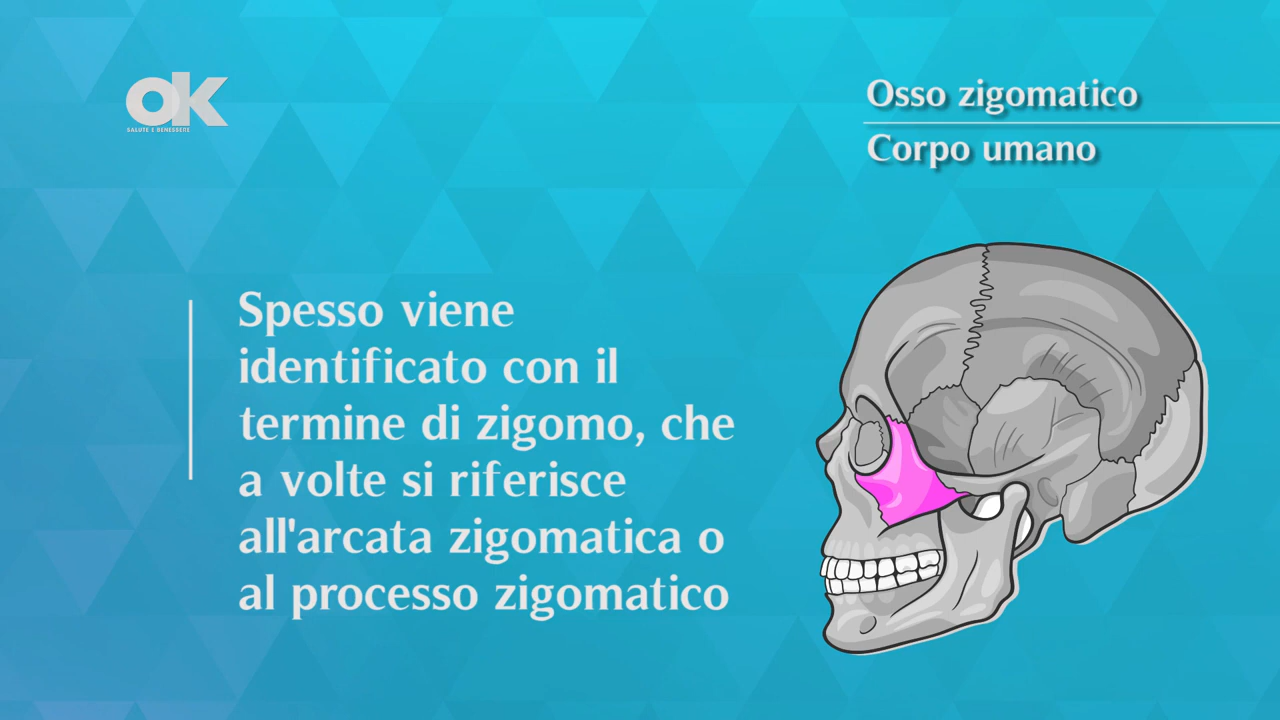 OK
SALUTE E BENESSERE
Osso zigomatico
Corpo umano
Spesso viene
identificato con il
termine di zigomo, che
a volte si riferisce
all'arcata zigomatica o
al processo zigomatico